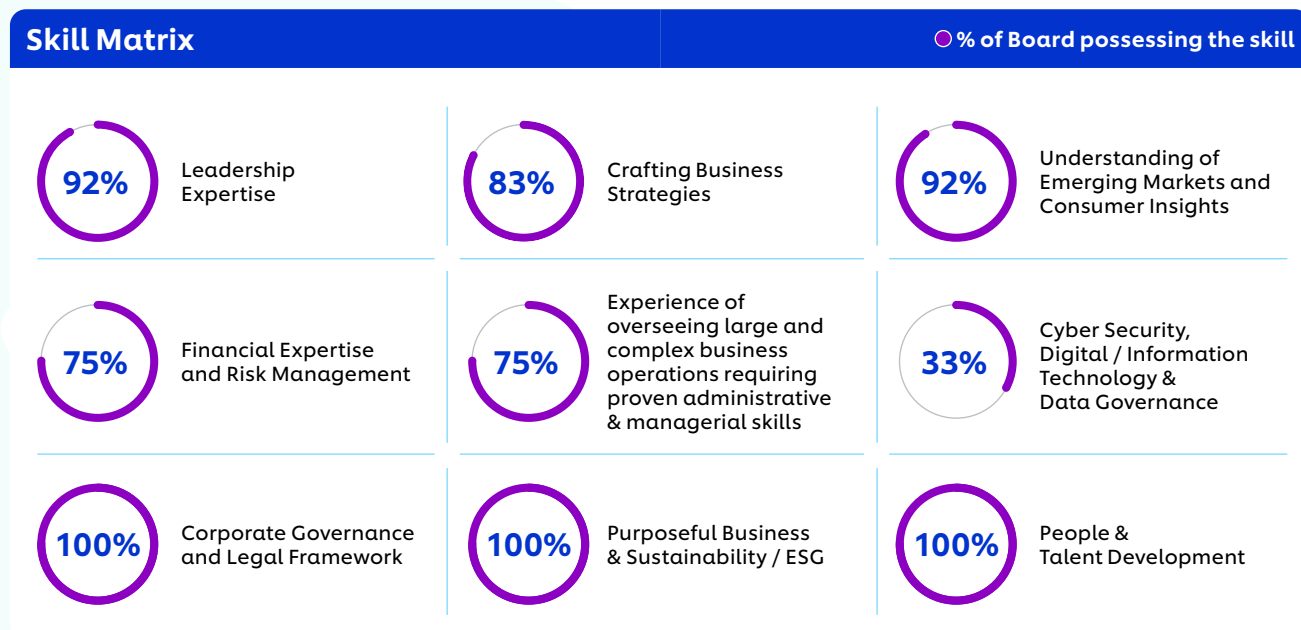 Skill Matrix
% of Board possessing the skill
92%
Leadership
Expertise
83%
Crafting Business
Strategies
92%
Understanding of
Emerging Markets and
Consumer Insights
75%
Financial Expertise
and Risk Management
75%
Experience of
overseeing large and
complex business
operations requiring
proven administrative
& managerial skills
33%
Cyber Security,
Digital / Information
Technology &
Data Governance
100%
Corporate Governance
and Legal Framework
100%
Purposeful Business
& Sustainability / ESG
100%
People &
Talent Development